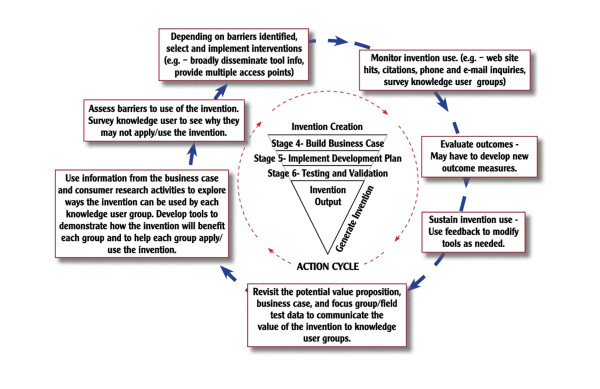 Depending on barriers identified,
select and implement interventions
(e.g. – broadly disseminate tool info,
provide multiple access points)
Monitor invention use. (e.g. – web site
hits, citations, phone and e-mail inquiries,
survey knowledge user groups)
Evaluate outcomes -
May have to develop new
outcome measures.
Sustain invention use -
Use feedback to modify
tools as needed.
Revisit the potential value proposition,
business case, and focus group/field
test data to communicate the
value of the invention to knowledge
user groups.
Use information from the business case
and consumer research activities to explore
ways the invention can be used by each
knowledge user group. Develop tools to
demonstrate how the invention will benefit
each group and to help each group apply/
use the invention.
Assess barriers to use of the invention.
Survey knowledge user to see why they
may not apply/use the invention.
Invention Creation
Stage 4- Build Business Case
Stage 5- Implement Development Plan
Stage 6- Testing and Validation
Invention
Output
Generate Invention
ACTION CYCLE